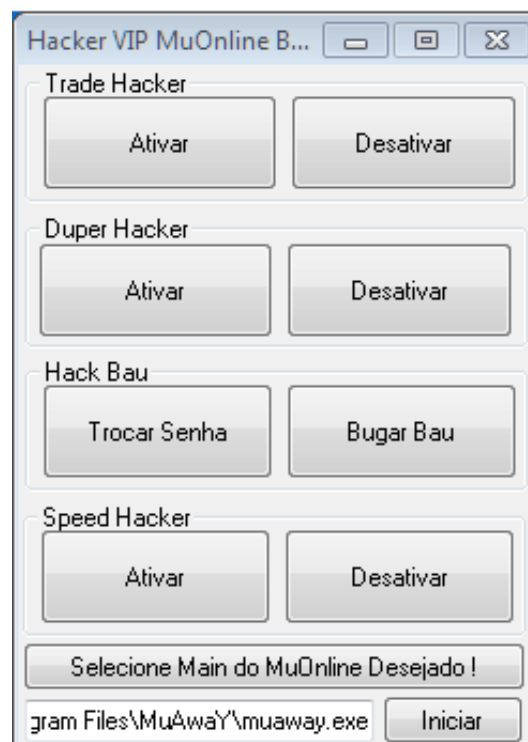 Hacker VIP MuOnline B...
Trade Hacker
Ativar Desativar
Duper Hacker
Ativar Desativar
Hack Bau
Trocar Senha Bugar Bau
Speed Hacker
Ativar Desativar
Selecione Main do MuOnline Desejado !
gram Files\MuAwaY\muaway.exe Iniciar